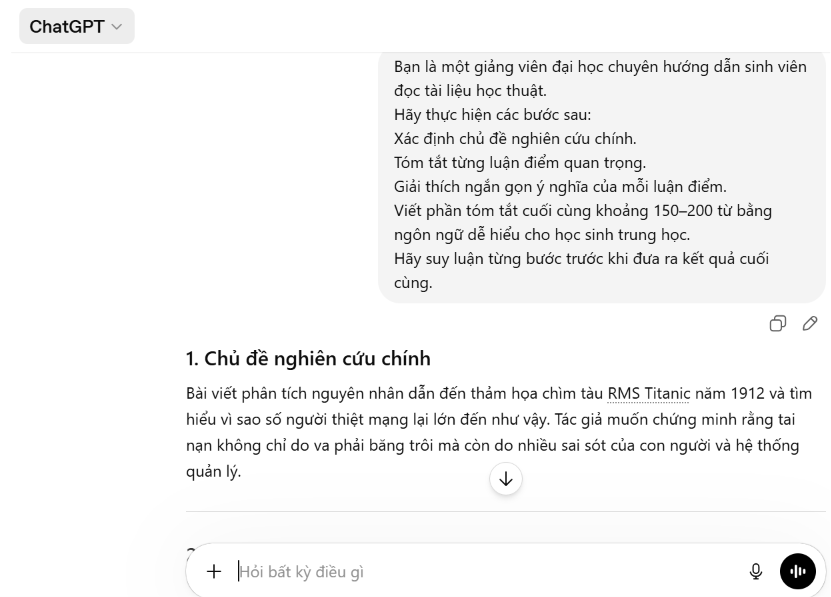 ChatGPT
Bạn là một giảng viên đại học chuyên hướng dẫn sinh viên
đọc tài liệu học thuật.
Hãy thực hiện các bước sau:
Xác định chủ đề nghiên cứu chính.
Tóm tắt từng luận điểm quan trọng.
Giải thích ngắn gọn ý nghĩa của mỗi luận điểm.
Viết phần tóm tắt cuối cùng khoảng 150–200 từ bằng
ngôn ngữ dễ hiểu cho học sinh trung học.
Hãy suy luận từng bước trước khi đưa ra kết quả cuối
cùng.
1. Chủ đề nghiên cứu chính
Bài viết phân tích nguyên nhân dẫn đến thảm họa chìm tàu RMS Titanic năm 1912 và tìm
hiểu vì sao số người thiệt mạng lại lớn đến như vậy. Tác giả muốn chứng minh rằng tai
nạn không chỉ do va phải băng trôi mà còn do nhiều sai sót của con người và hệ thống
quản lý.
Hỏi bất kỳ điều gì